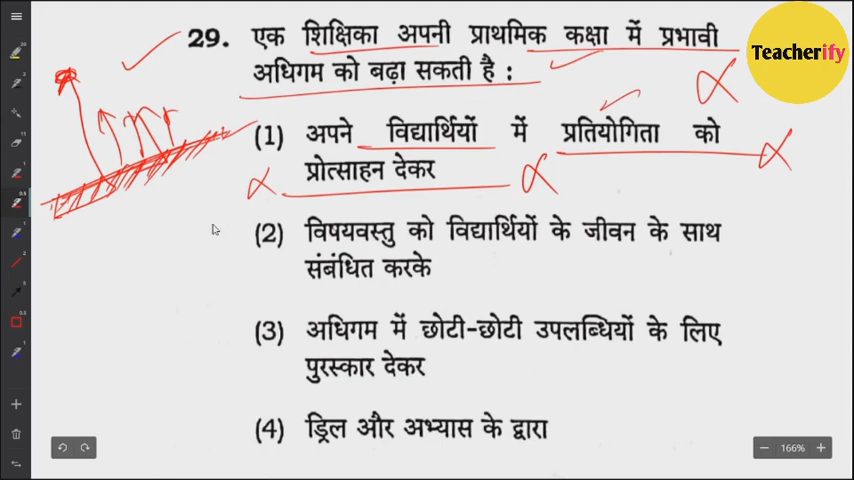 29. एक शिक्षिका अपनी प्राथमिक कक्षा में प्रभावी
अधिगम को बढ़ा सकती है :
Teacherify
(1) अपने विद्यार्थियों में प्रतियोगिता को
प्रोत्साहन देकर
(2) विषयवस्तु को विद्यार्थियों के जीवन के साथ
संबंधित करके
(3) अधिगम में छोटी-छोटी उपलब्धियों के लिए
पुरस्कार देकर
(4) ड्रिल और अभ्यास के द्वारा
166%